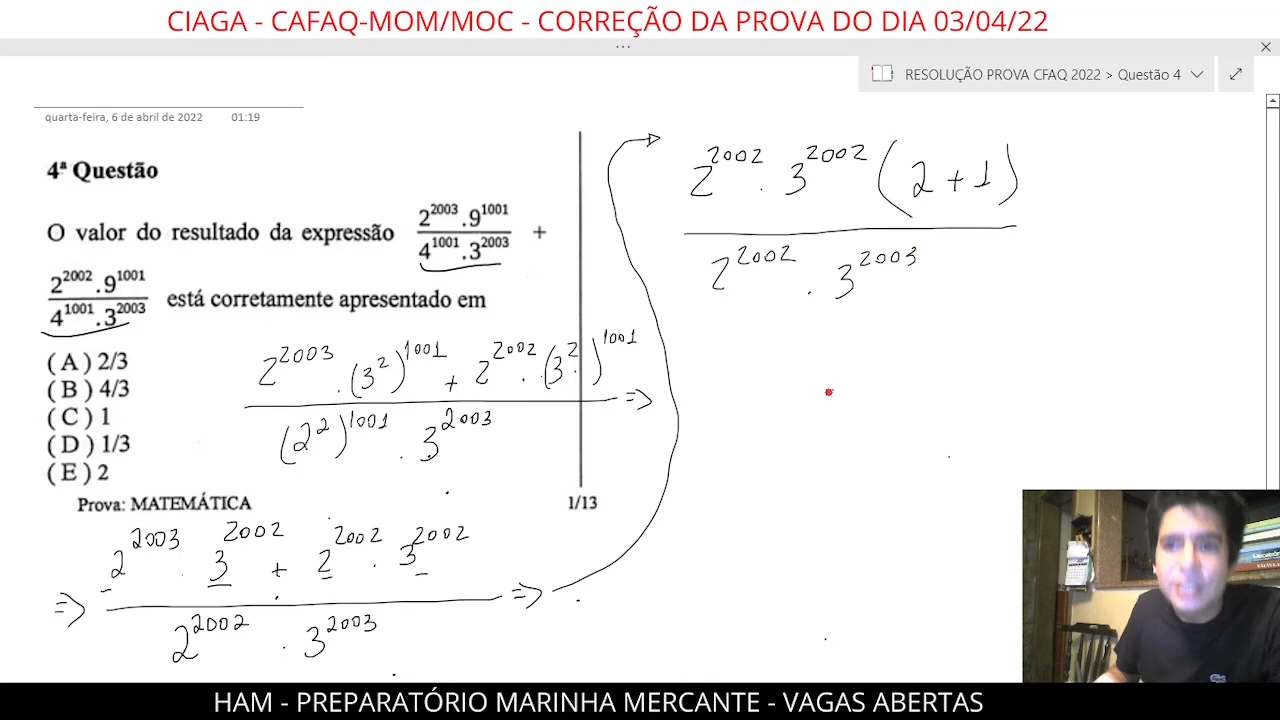 CIAGA - CAFAQ-MOM/MOC - CORREÇÃO DA PROVA DO DIA 03/04/22
RESOLUÇÃO PROVA CFAQ 2022 > Questão 4
quarta-feira, 6 de abril de 2022 01:19
4ª Questão
O valor do resultado da expressão 2^2003 . 9^1001 / 4^1001 . 3^2003 +
2^2002 . 9^1001 / 4^1001 . 3^2003 está corretamente apresentado em
(A) 2/3
(B) 4/3
(C) 1
(D) 1/3
(E) 2
Prova: MATEMÁTICA 1/13
2^2003 . (3^2)^1001 + 2^2002 . (3^2)^1001
(2^2)^1001 . 3^2003 =>
=> 2^2003 . 3^2002 + 2^2002 . 3^2002
2^2002 . 3^2003 =>
2^2002 . 3^2002 (2 + 1)
2^2002 . 3^2003
HAM - PREPARATÓRIO MARINHA MERCANTE - VAGAS ABERTAS